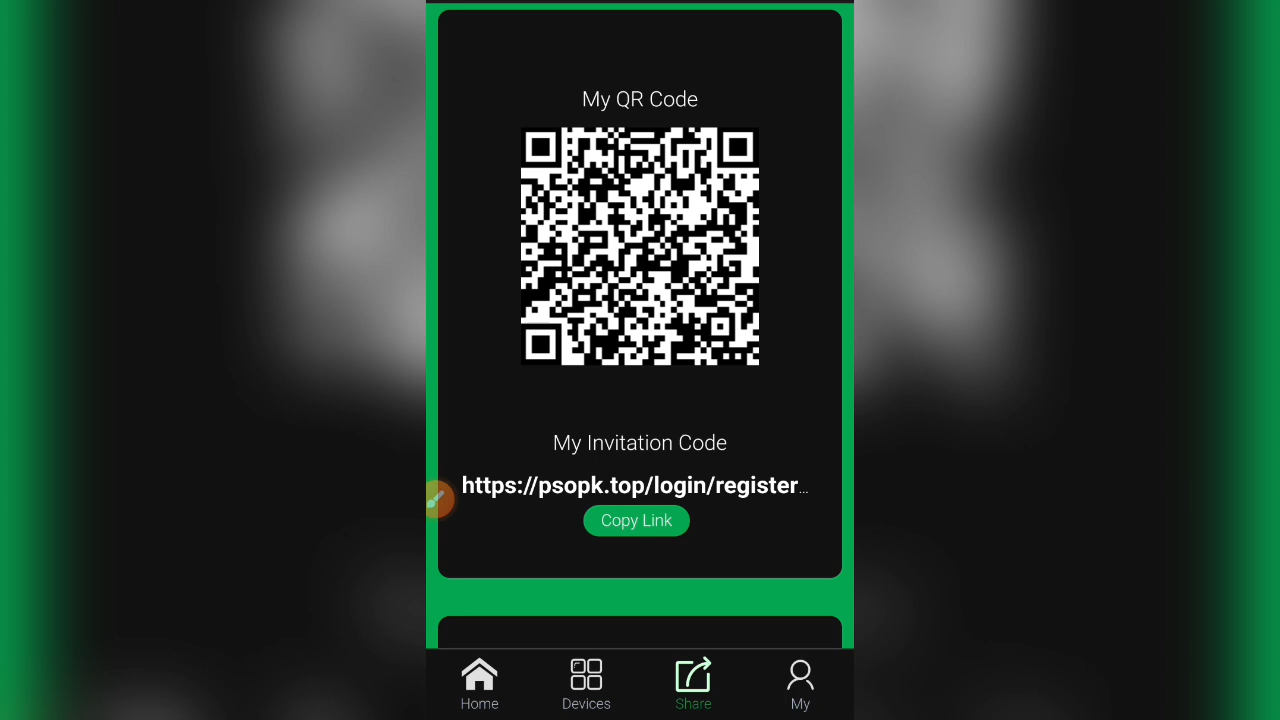 My QR Code
My Invitation Code
https://psopk.top/login/register...
Copy Link
Home Devices Share My